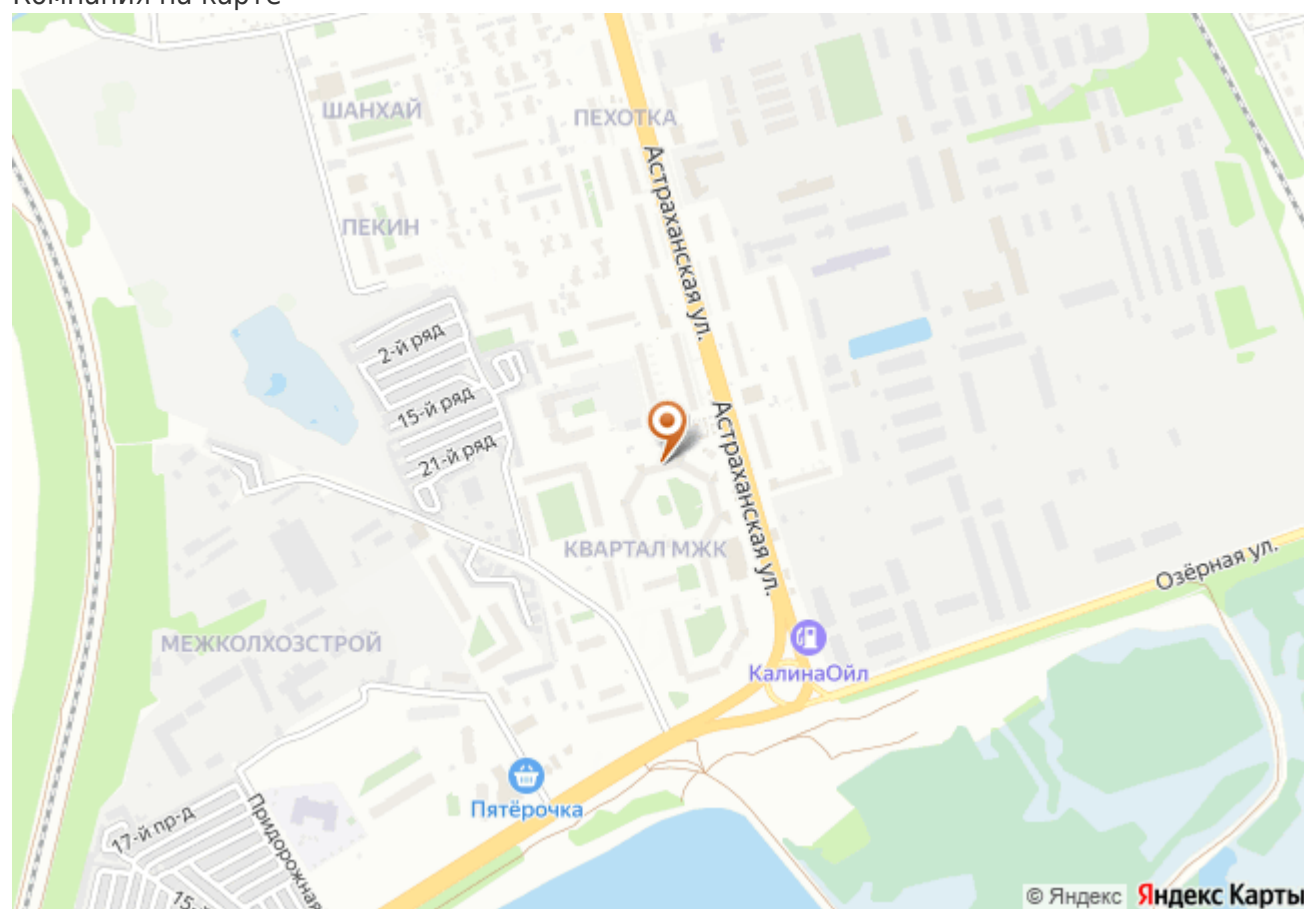 Компания на карте
ШАНХАЙ
ПЕХОТКА
Астраханская ул.
ПЕКИН
2-й ряд
15-й ряд
21-й ряд
Астраханская ул.
КВАРТАЛ МЖК
Озёрная ул.
МЕЖКОЛХОЗСТРОЙ
КалинаОйл
Пятёрочка
17-й пр-д
Придорожная
© Яндекс Яндекс Карты